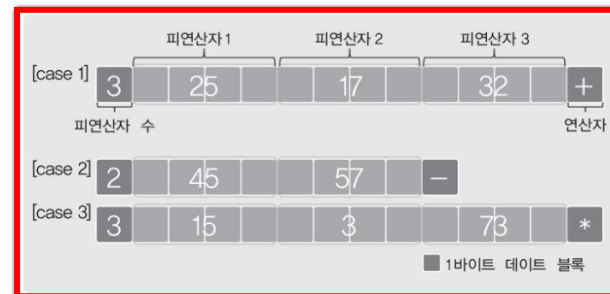 피연산자 1 피연산자 2 피연산자 3
[case 1] 3 25 17 32 +
피연산자 수 연산자
[case 2] 2 45 57 −
[case 3] 3 15 3 73 *
1바이트 데이트 블록